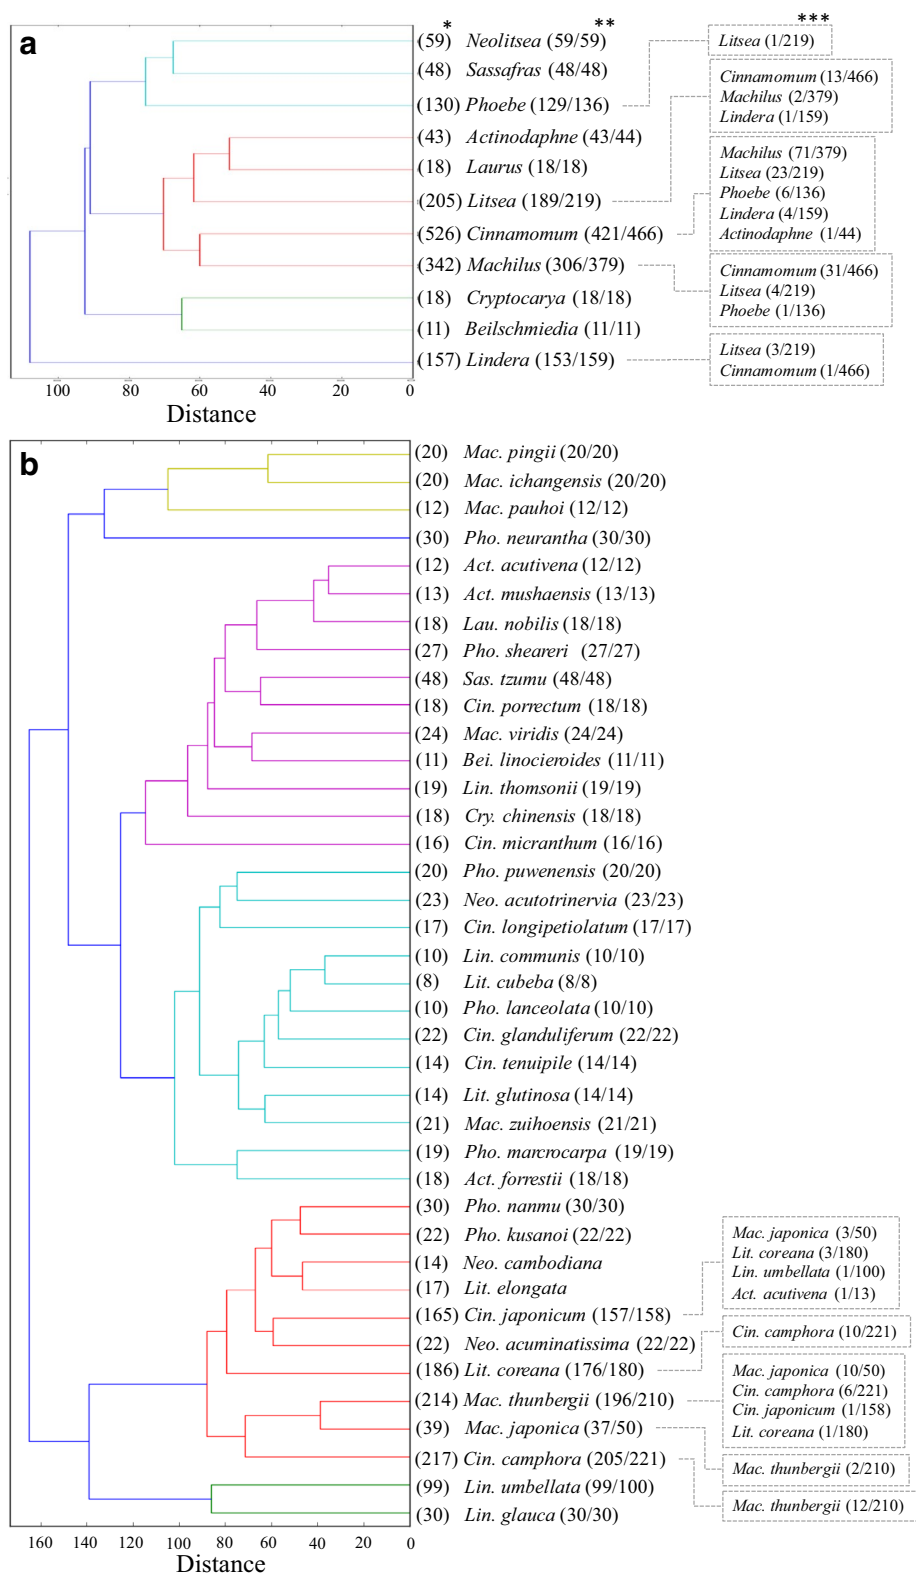 a
* ** ***
(59) Neolitsea (59/59)
(48) Sassafras (48/48)
(130) Phoebe (129/136)
(43) Actinodaphne (43/44)
(18) Laurus (18/18)
(205) Litsea (189/219)
(526) Cinnamomum (421/466)
(342) Machilus (306/379)
(18) Cryptocarya (18/18)
(11) Beilschmiedia (11/11)
(157) Lindera (153/159)
Litsea (1/219)
Cinnamomum (13/466)
Machilus (2/379)
Lindera (1/159)
Machilus (71/379)
Litsea (23/219)
Phoebe (6/136)
Lindera (4/159)
Actinodaphne (1/44)
Cinnamomum (31/466)
Litsea (4/219)
Phoebe (1/136)
Litsea (3/219)
Cinnamomum (1/466)
100 80 60 40 20 0
Distance
b
(20) Mac. pingii (20/20)
(20) Mac. ichangensis (20/20)
(12) Mac. pauhoi (12/12)
(30) Pho. neurantha (30/30)
(12) Act. acutivena (12/12)
(13) Act. mushaensis (13/13)
(18) Lau. nobilis (18/18)
(27) Pho. sheareri (27/27)
(48) Sas. tzumu (48/48)
(18) Cin. porrectum (18/18)
(24) Mac. viridis (24/24)
(11) Bei. linocieroides (11/11)
(19) Lin. thomsonii (19/19)
(18) Cry. chinensis (18/18)
(16) Cin. micranthum (16/16)
(20) Pho. puwenensis (20/20)
(23) Neo. acutotrinervia (23/23)
(17) Cin. longipetiolatum (17/17)
(10) Lin. communis (10/10)
(8) Lit. cubeba (8/8)
(10) Pho. lanceolata (10/10)
(22) Cin. glanduliferum (22/22)
(14) Cin. tenuipile (14/14)
(14) Lit. glutinosa (14/14)
(21) Mac. zuihoensis (21/21)
(19) Pho. marcrocarpa (19/19)
(18) Act. forrestii (18/18)
(30) Pho. nanmu (30/30)
(22) Pho. kusanoi (22/22)
(14) Neo. cambodiana
(17) Lit. elongata
(165) Cin. japonicum (157/158)
(22) Neo. acuminatissima (22/22)
(186) Lit. coreana (176/180)
(214) Mac. thunbergii (196/210)
(39) Mac. japonica (37/50)
(217) Cin. camphora (205/221)
(99) Lin. umbellata (99/100)
(30) Lin. glauca (30/30)
Mac. japonica (3/50)
Lit. coreana (3/180)
Lin. umbellata (1/100)
Act. acutivena (1/13)
Cin. camphora (10/221)
Mac. japonica (10/50)
Cin. camphora (6/221)
Cin. japonicum (1/158)
Lit. coreana (1/180)
Mac. thunbergii (2/210)
Mac. thunbergii (12/210)
160 140 120 100 80 60 40 20 0
Distance